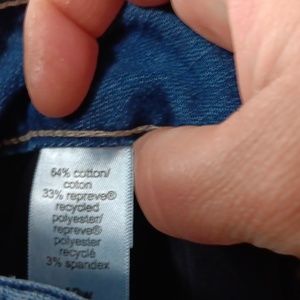 64% cotton/
coton
33% repreve®
recycled
polyester/
repreve®
polyester
recyclé
3% spandex